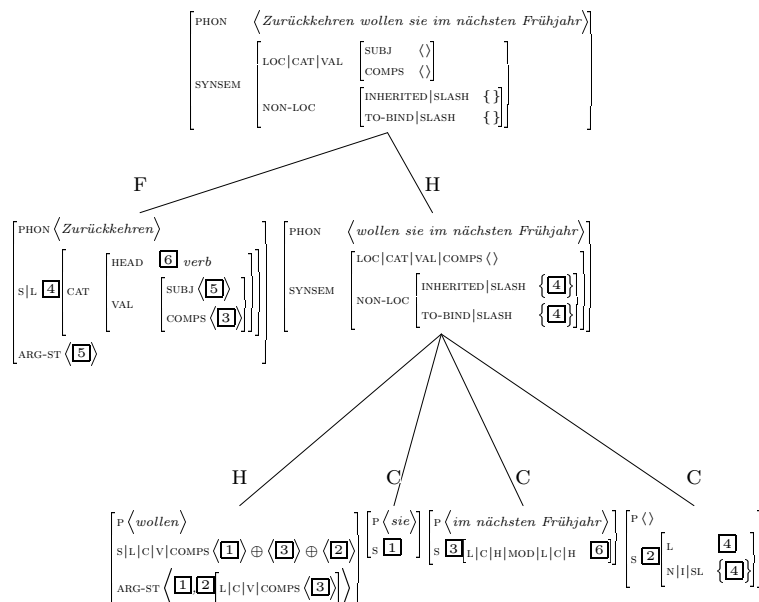 PHON ⟨Zurückkehren wollen sie im nächsten Frühjahr⟩
SYNSEM
LOC|CAT|VAL
SUBJ ⟨⟩
COMPS ⟨⟩
NON-LOC
INHERITED|SLASH { }
TO-BIND|SLASH { }
F
H
PHON ⟨Zurückkehren⟩
S|L 4
CAT
HEAD 6 verb
VAL
SUBJ ⟨5⟩
COMPS ⟨3⟩
ARG-ST ⟨5⟩
PHON ⟨wollen sie im nächsten Frühjahr⟩
SYNSEM
LOC|CAT|VAL|COMPS ⟨⟩
NON-LOC
INHERITED|SLASH {4}
TO-BIND|SLASH {4}
H
C
C
C
P ⟨wollen⟩
S|L|C|V|COMPS ⟨1⟩ ⊕ ⟨3⟩ ⊕ ⟨2⟩
ARG-ST ⟨1,2[L|C|V|COMPS ⟨3⟩]⟩
P ⟨sie⟩
S 1
P ⟨im nächsten Frühjahr⟩
S 3[L|C|H|MOD|L|C|H 6]
P ⟨⟩
S 2
L 4
N|I|SL {4}